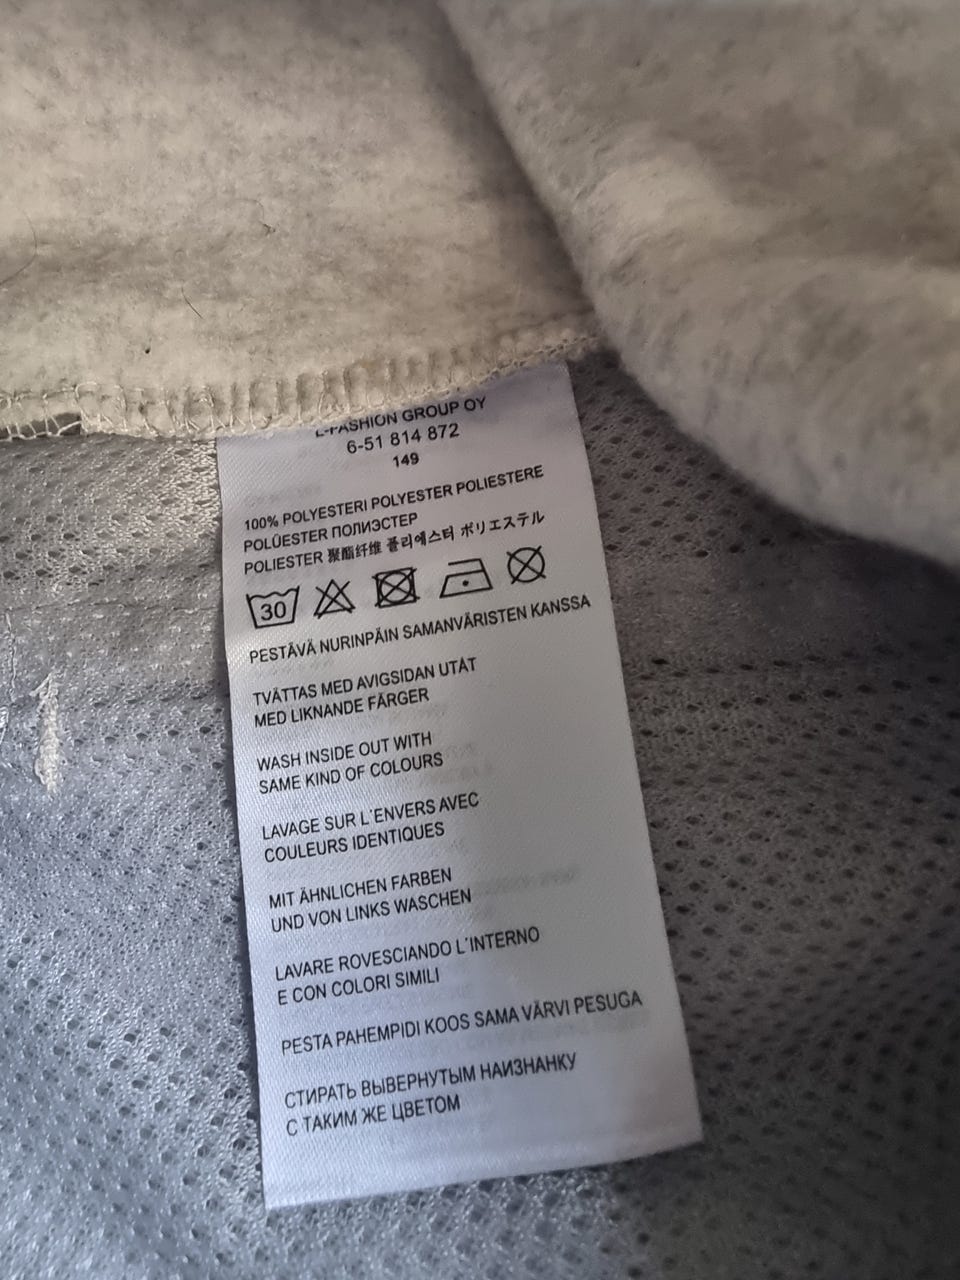 L-FASHION GROUP OY
6-51 814 872
149
100% POLYESTERI POLYESTER POLIESTERE
POLÜESTER ПОЛИЭСТЕР
POLIESTER 聚酯纤维 폴리에스터 ポリエステル
30
PESTÄVÄ NURINPÄIN SAMANVÄRISTEN KANSSA
TVÄTTAS MED AVIGSIDAN UTÅT
MED LIKNANDE FÄRGER
WASH INSIDE OUT WITH
SAME KIND OF COLOURS
LAVAGE SUR L´ENVERS AVEC
COULEURS IDENTIQUES
MIT ÄHNLICHEN FARBEN
UND VON LINKS WASCHEN
LAVARE ROVESCIANDO L´INTERNO
E CON COLORI SIMILI
PESTA PAHEMPIDI KOOS SAMA VÄRVI PESUGA
СТИРАТЬ ВЫВЕРНУТЫМ НАИЗНАНКУ
С ТАКИМ ЖЕ ЦВЕТОМ